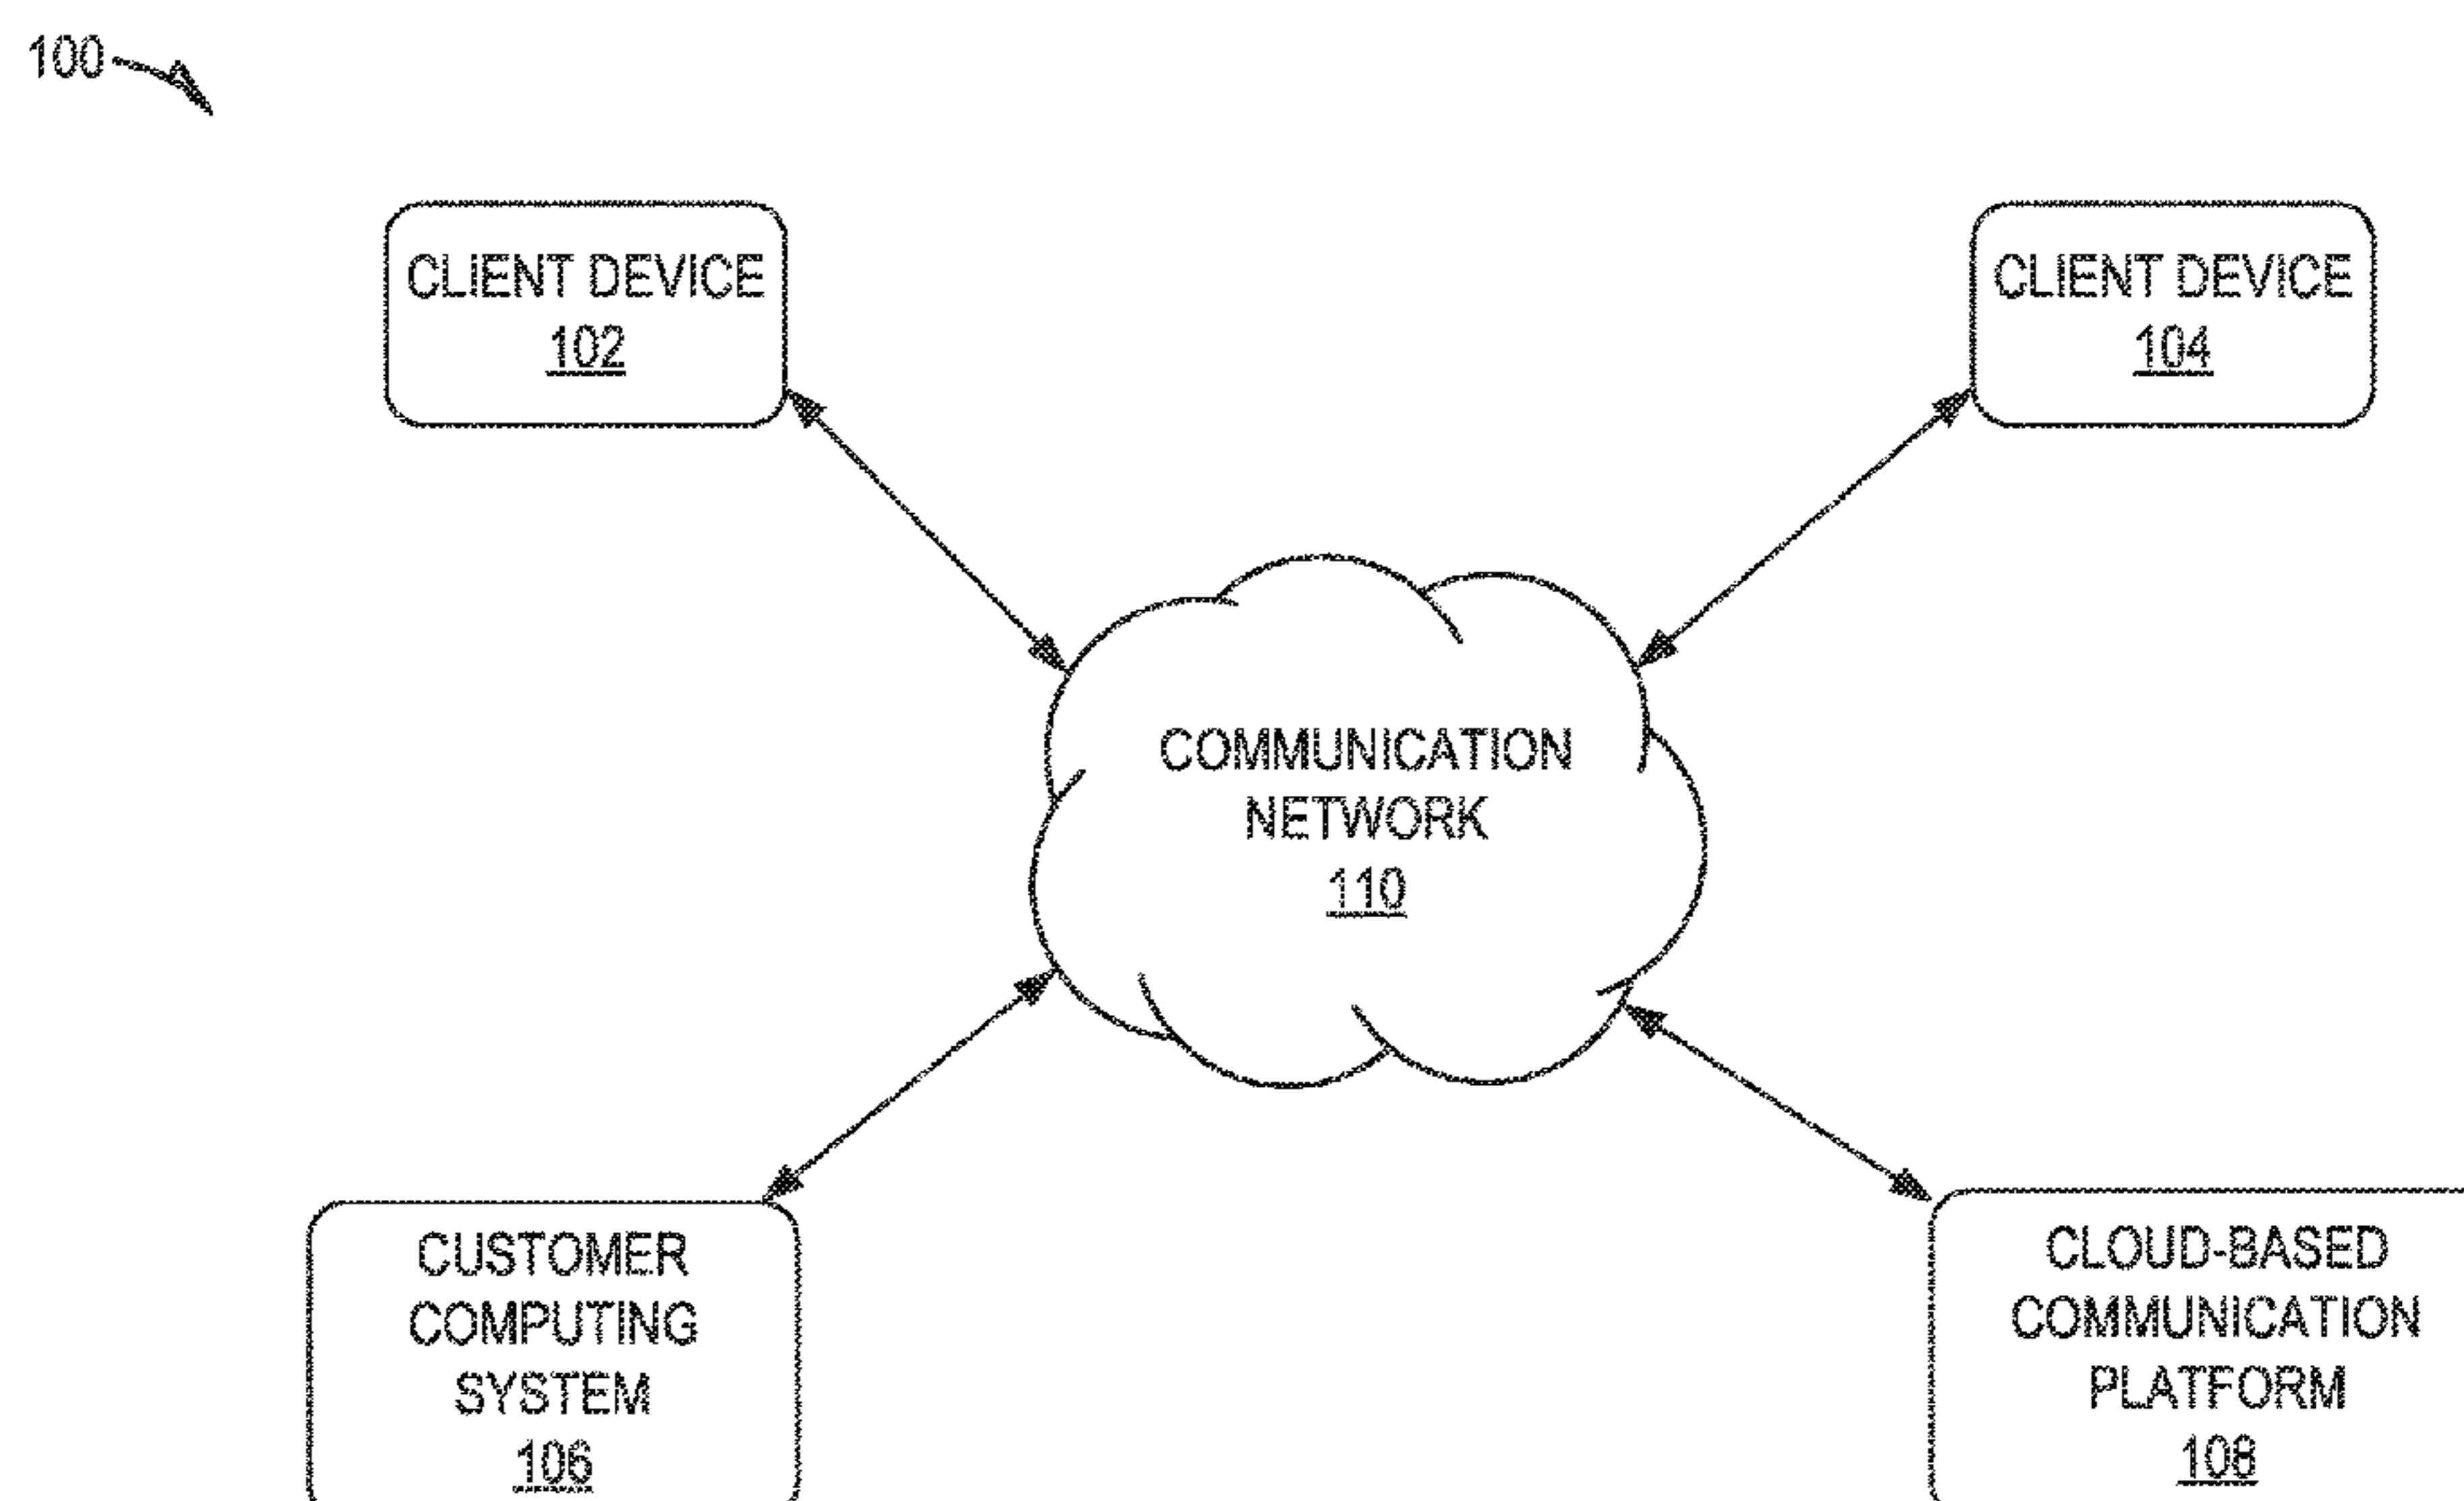 100
CLIENT DEVICE
102
CLIENT DEVICE
104
COMMUNICATION
NETWORK
110
CUSTOMER
COMPUTING
SYSTEM
106
CLOUD-BASED
COMMUNICATION
PLATFORM
108